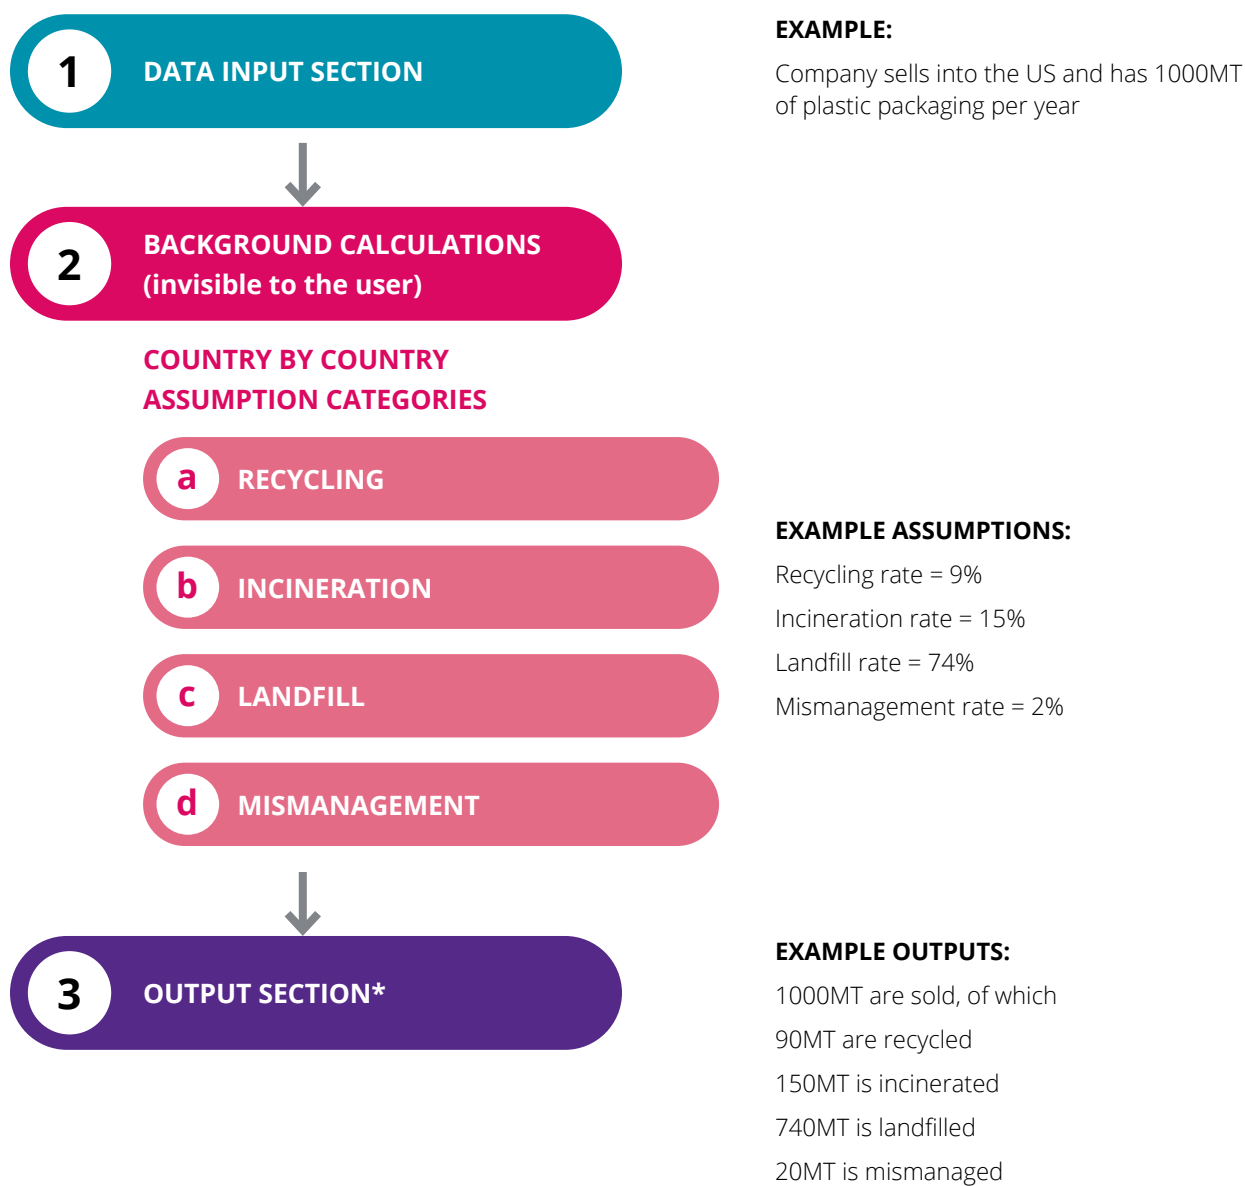 1
DATA INPUT SECTION
EXAMPLE:
Company sells into the US and has 1000MT
of plastic packaging per year
2
BACKGROUND CALCULATIONS
(invisible to the user)
COUNTRY BY COUNTRY
ASSUMPTION CATEGORIES
a
RECYCLING
b
INCINERATION
c
LANDFILL
d
MISMANAGEMENT
EXAMPLE ASSUMPTIONS:
Recycling rate = 9%
Incineration rate = 15%
Landfill rate = 74%
Mismanagement rate = 2%
3
OUTPUT SECTION*
EXAMPLE OUTPUTS:
1000MT are sold, of which
90MT are recycled
150MT is incinerated
740MT is landfilled
20MT is mismanaged